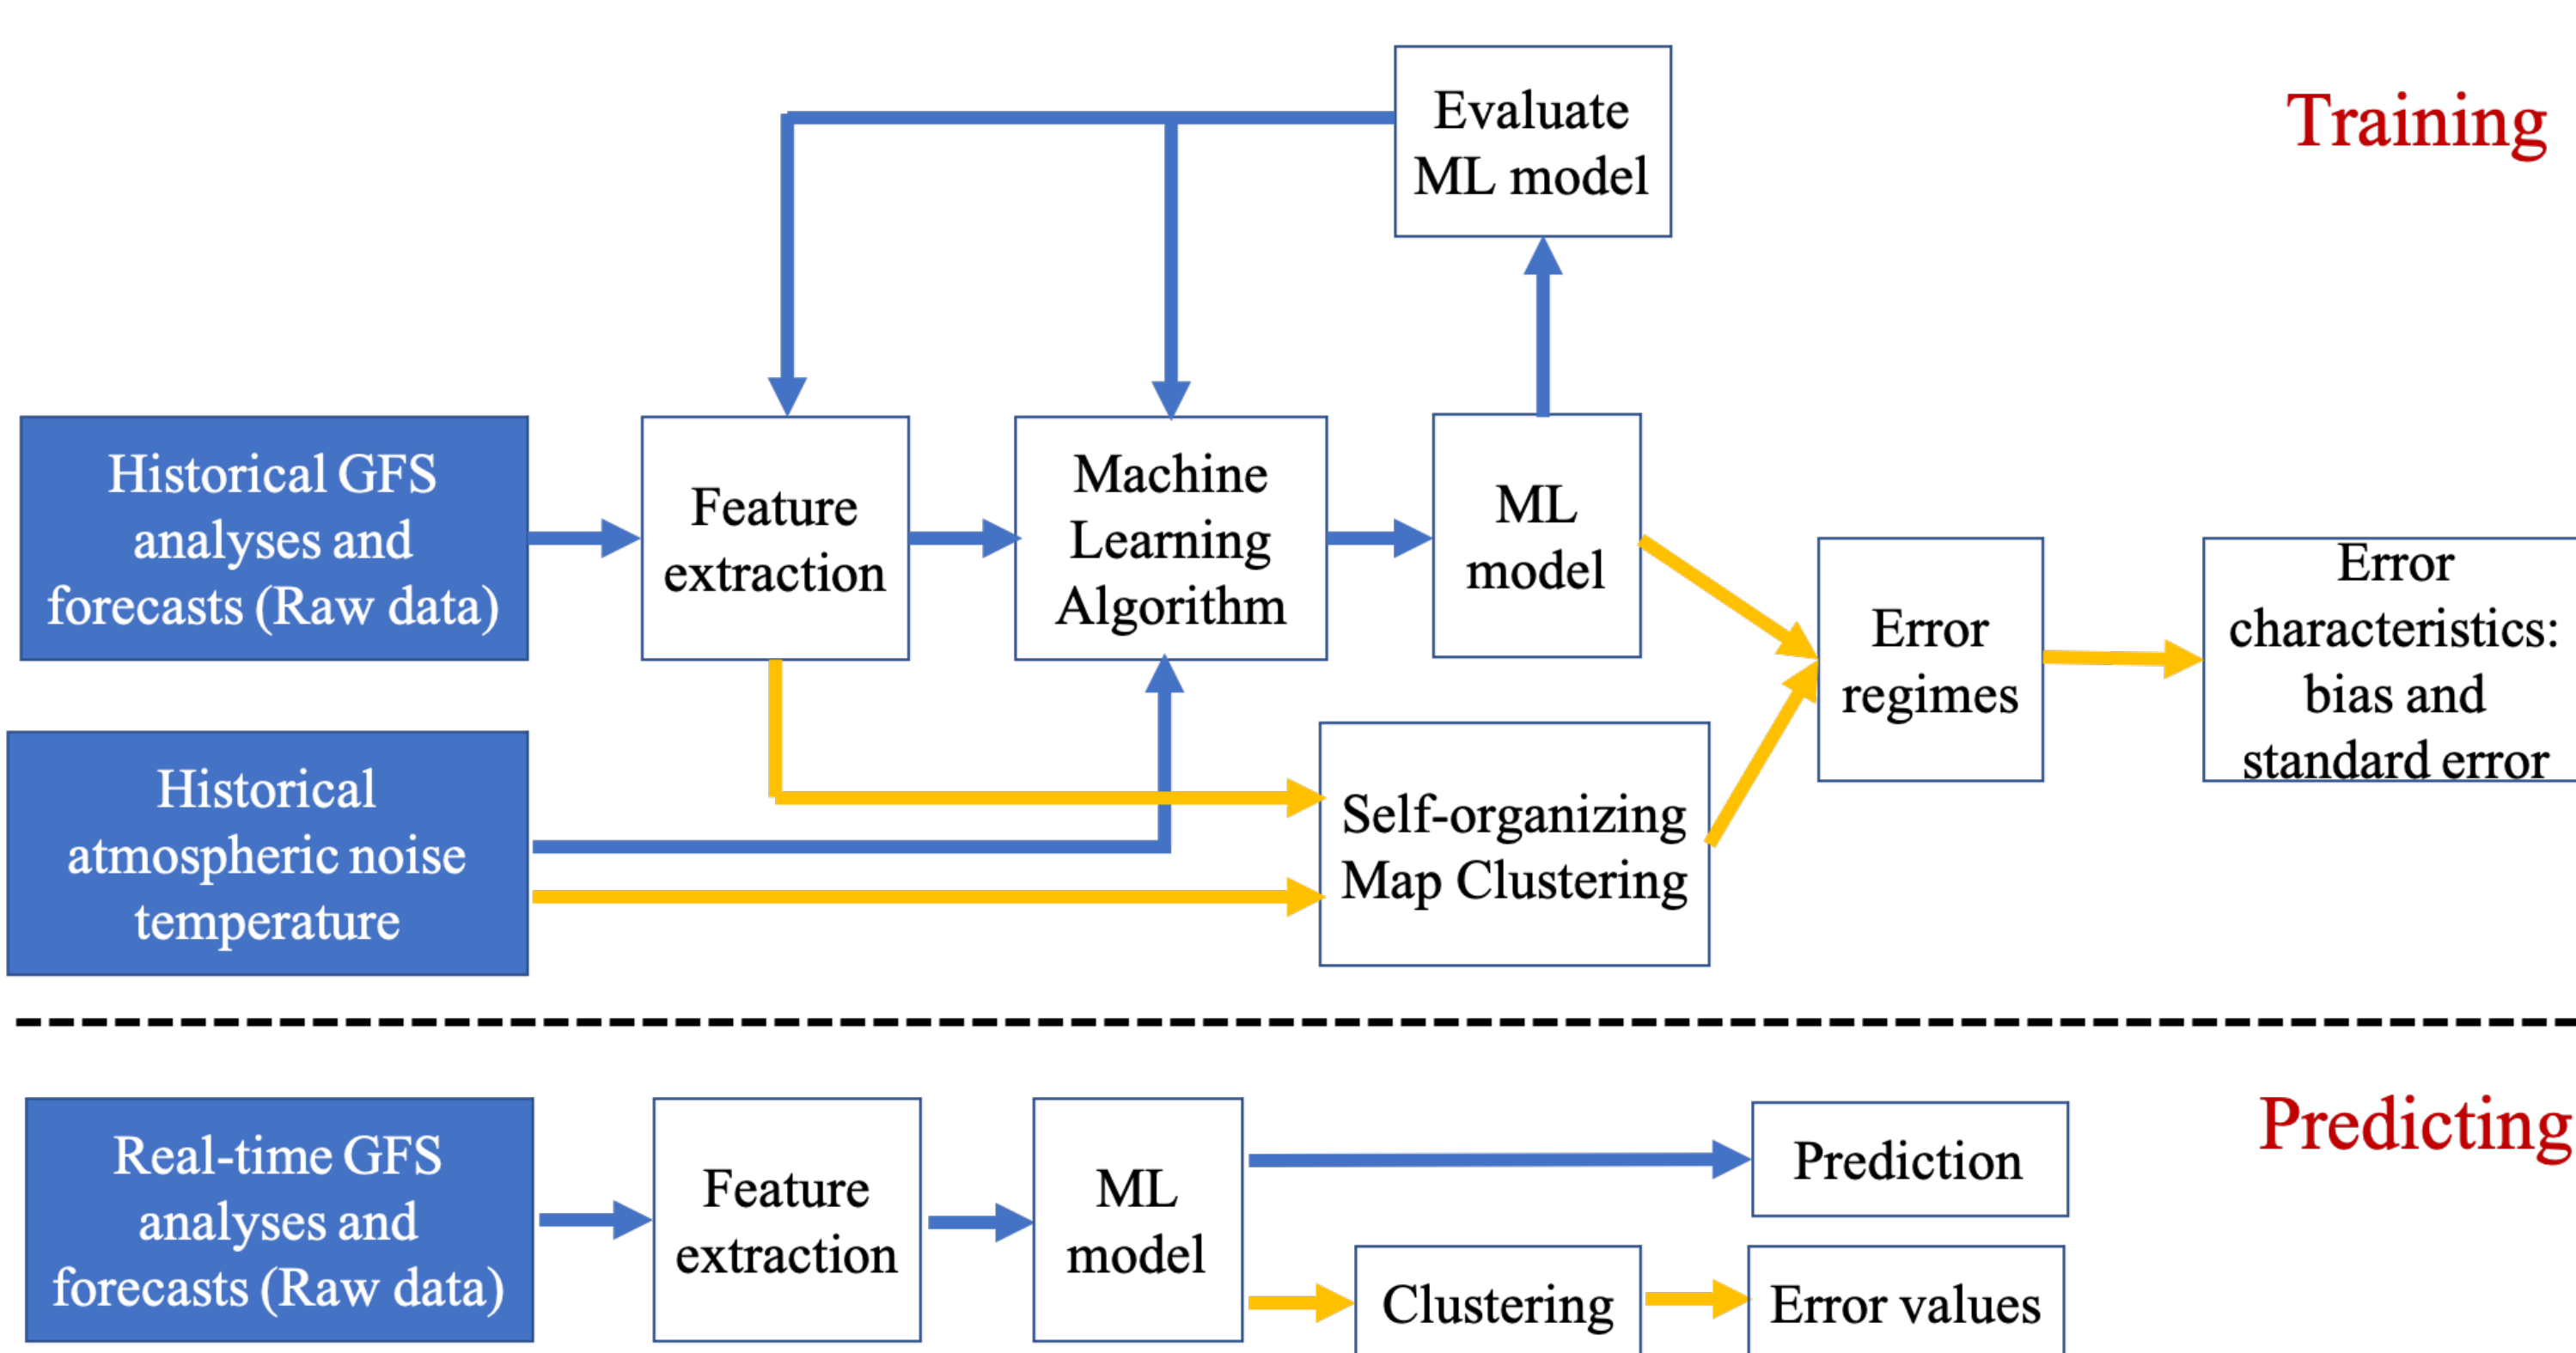 Evaluate
ML model
Training
Historical GFS
analyses and
forecasts (Raw data)
Feature
extraction
Machine
Learning
Algorithm
ML
model
Error
regimes
Error
characteristics:
bias and
standard error
Historical
atmospheric noise
temperature
Self-organizing
Map Clustering
Predicting
Real-time GFS
analyses and
forecasts (Raw data)
Feature
extraction
ML
model
Prediction
Clustering
Error values